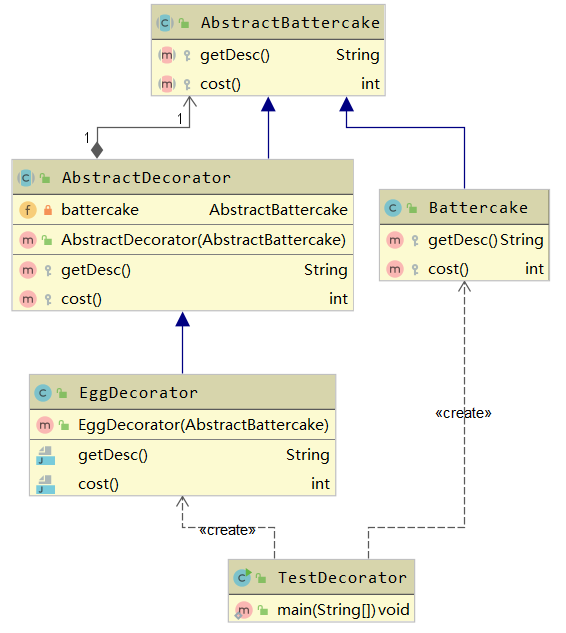 AbstractBattercake
getDesc() String
cost() int
1
1
AbstractDecorator
battercake AbstractBattercake
AbstractDecorator(AbstractBattercake)
getDesc() String
cost() int
Battercake
getDesc() String
cost() int
EggDecorator
EggDecorator(AbstractBattercake)
getDesc() String
cost() int
«create»
«create»
TestDecorator
main(String[]) void